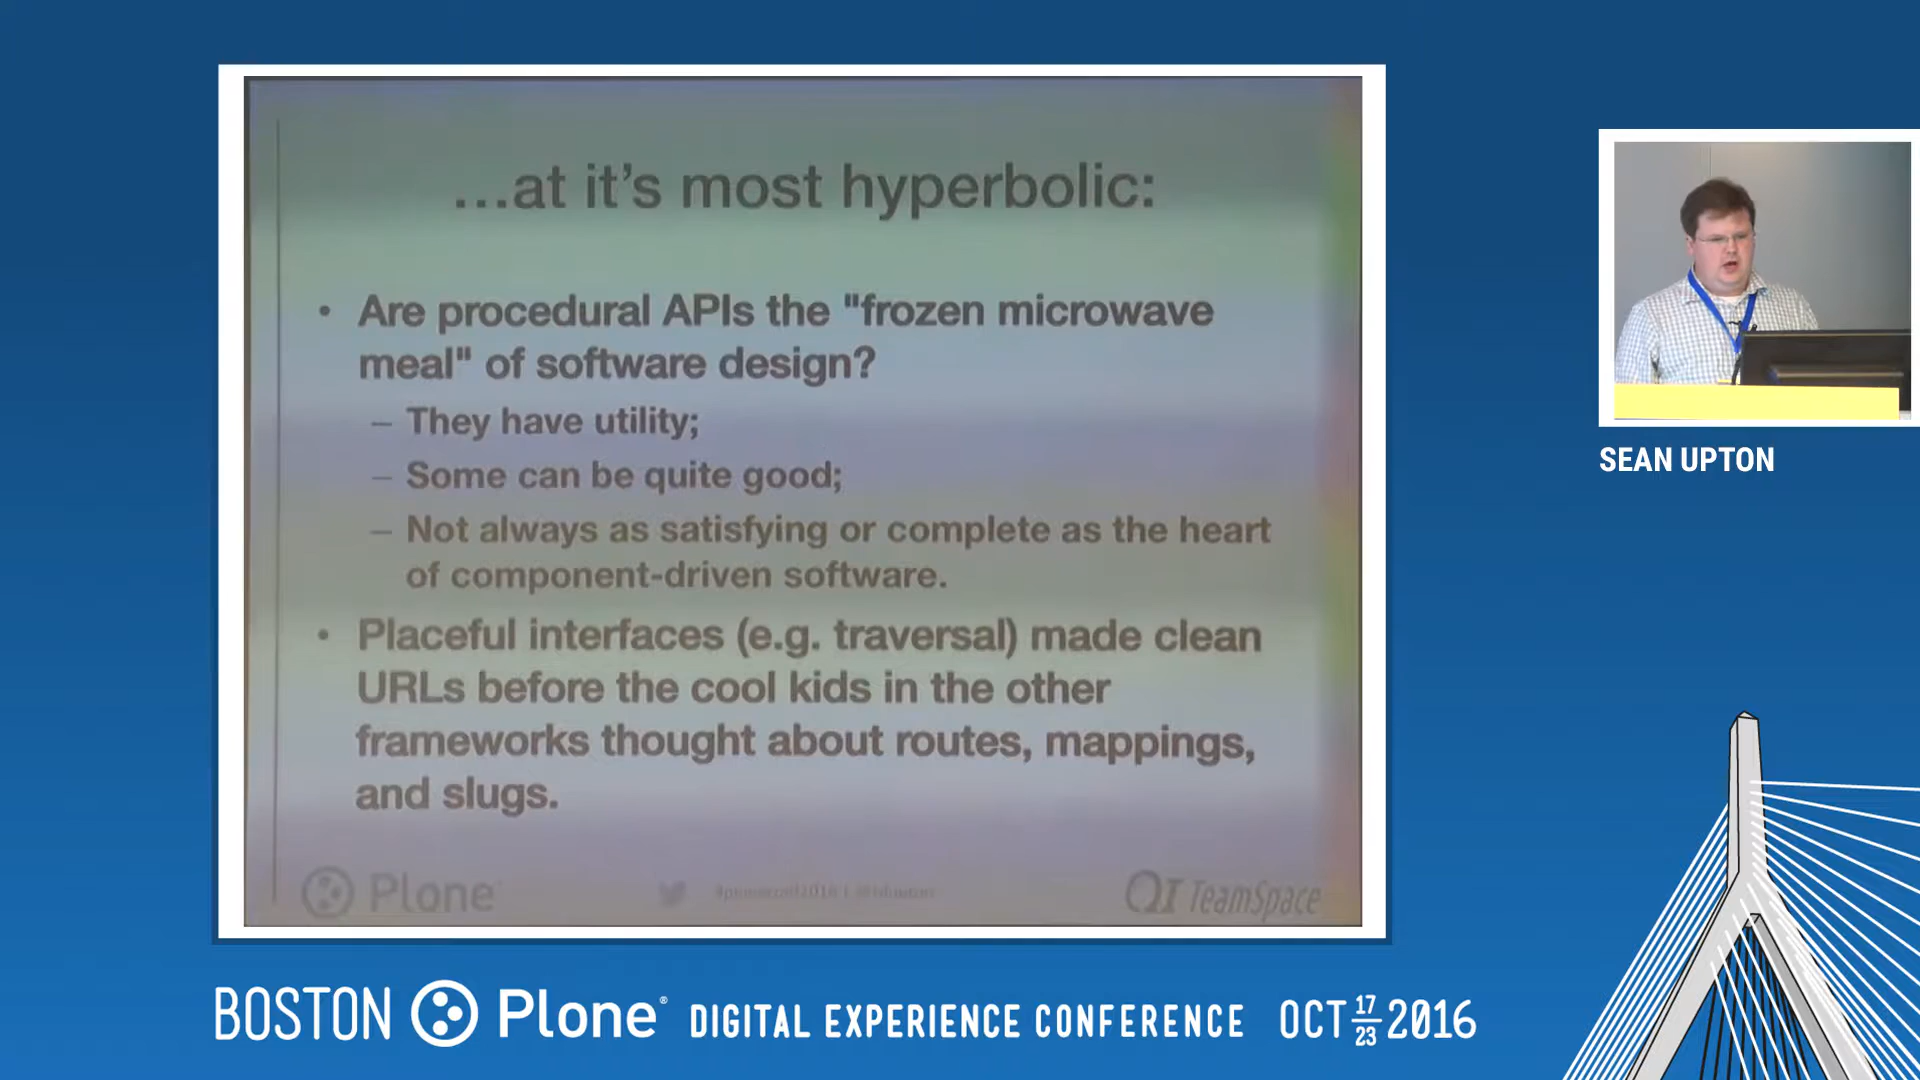 ...at it's most hyperbolic:
• Are procedural APIs the "frozen microwave
meal" of software design?
– They have utility;
– Some can be quite good;
– Not always as satisfying or complete as the heart
of component-driven software.
• Placeful interfaces (e.g. traversal) made clean
URLs before the cool kids in the other
frameworks thought about routes, mappings,
and slugs.
Plone
QI TeamSpace
SEAN UPTON
BOSTON Plone® DIGITAL EXPERIENCE CONFERENCE OCT 17 23 2016